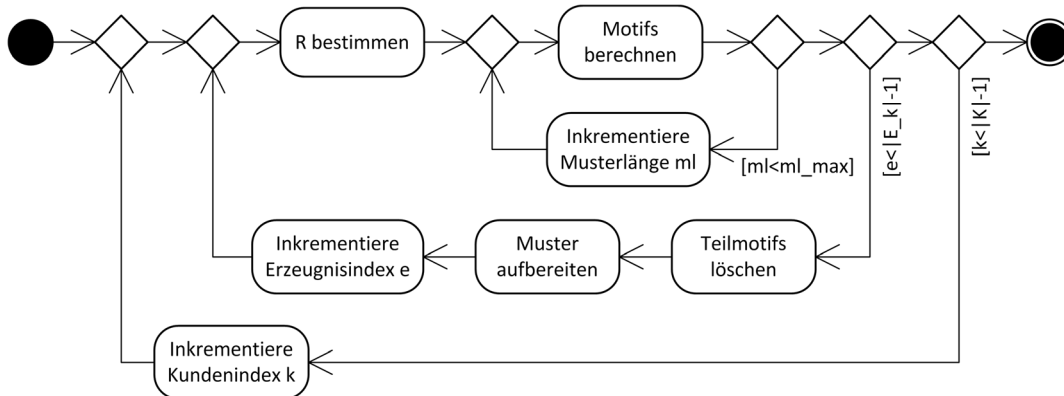 R bestimmen
Motifs
berechnen
Inkrementiere
Musterlänge ml
[ml<ml_max]
[e<|E_k|-1]
[k<|K|-1]
Inkrementiere
Erzeugnisindex e
Muster
aufbereiten
Teilmotifs
löschen
Inkrementiere
Kundenindex k